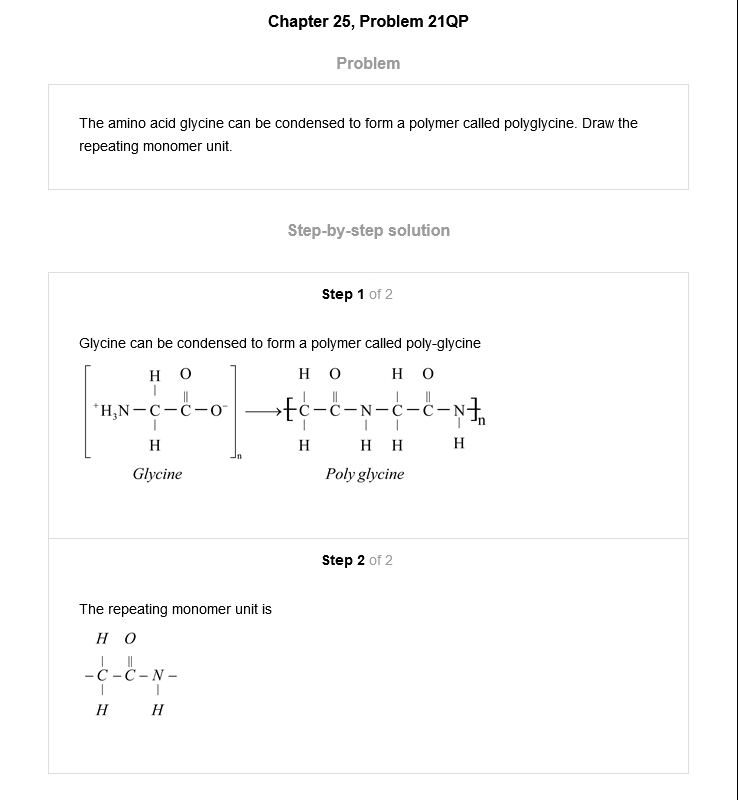 Chapter 25, Problem 21QP
Problem
The amino acid glycine can be condensed to form a polymer called polyglycine. Draw the
repeating monomer unit.
Step-by-step solution
Step 1 of 2
Glycine can be condensed to form a polymer called poly-glycine
H O H O H O
⁺H₃N–C–C–O⁻ ⟶ [C–C–N–C–C–N]n
H n H H H H
Glycine Poly glycine
Step 2 of 2
The repeating monomer unit is
H O
–C–C–N–
H H